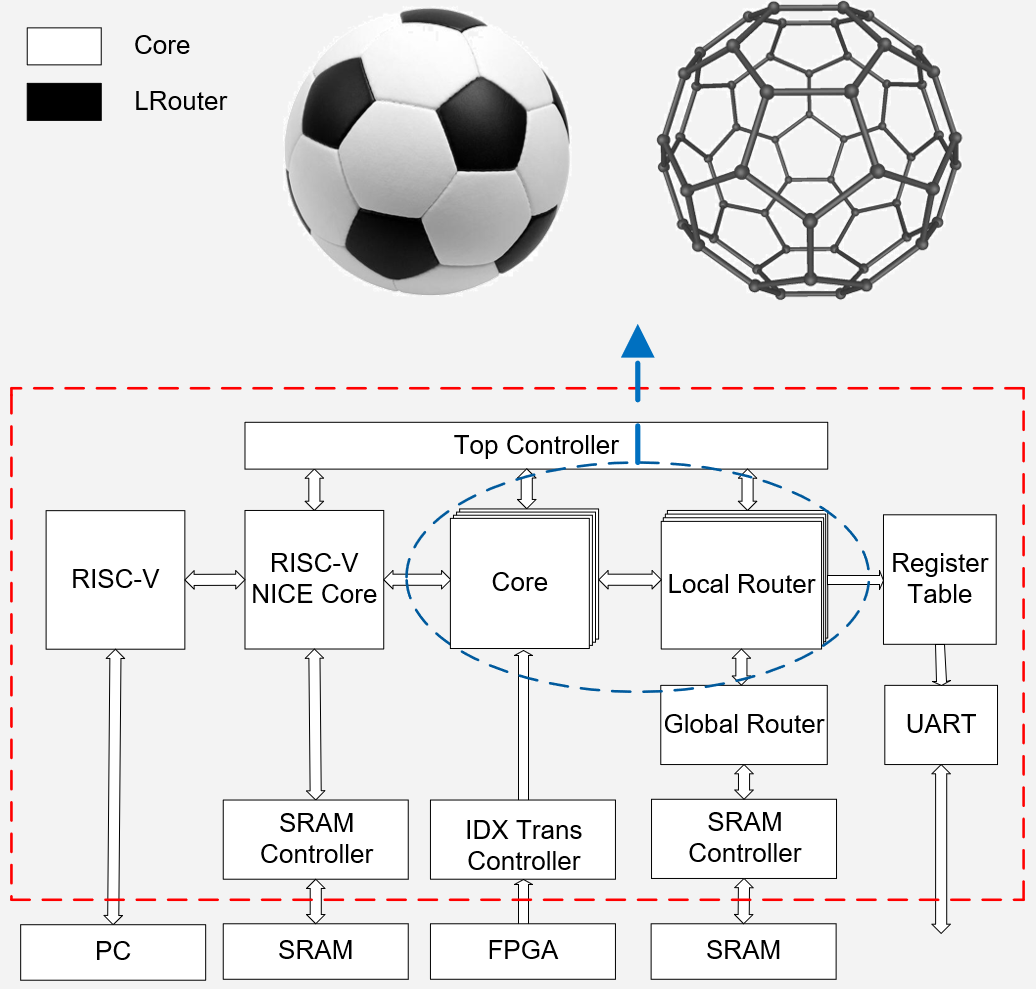 Core
LRouter
Top Controller
RISC-V
RISC-V
NICE Core
Core
Local Router
Register
Table
Global Router
UART
SRAM
Controller
IDX Trans
Controller
SRAM
Controller
PC
SRAM
FPGA
SRAM